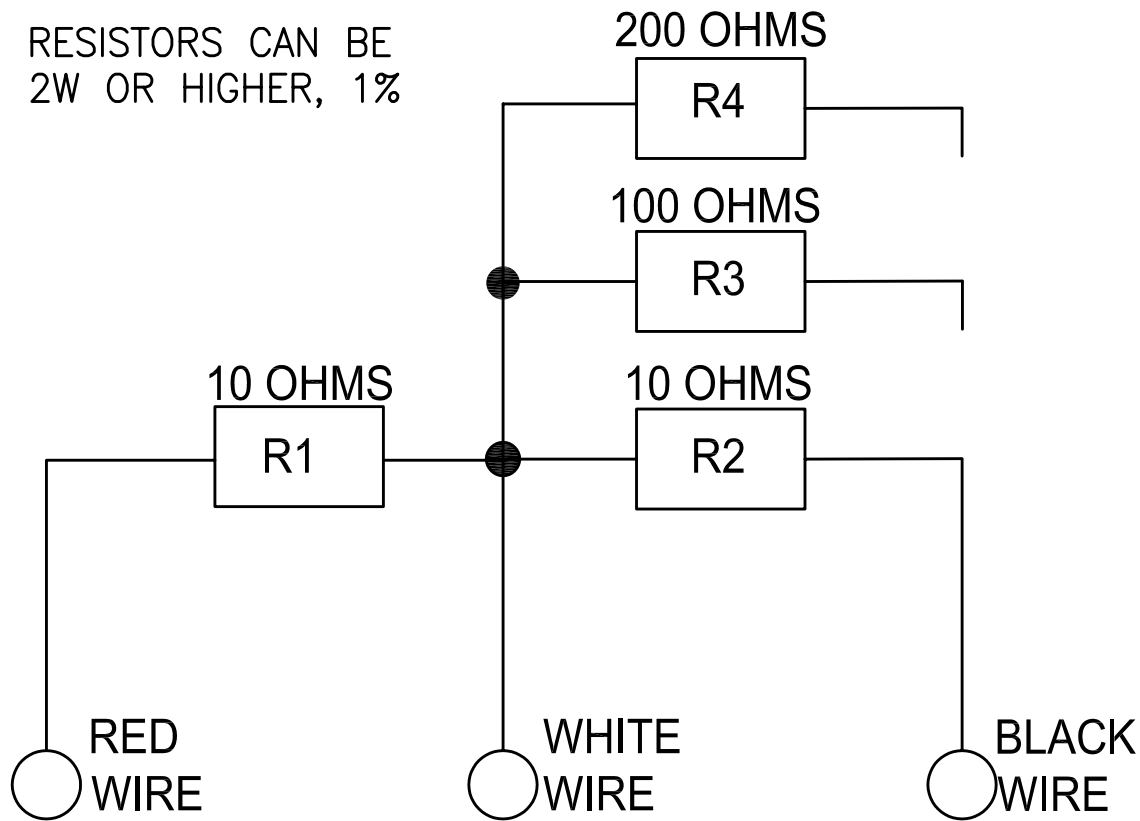 RESISTORS CAN BE
2W OR HIGHER, 1%
200 OHMS
R4
100 OHMS
R3
10 OHMS
R1
10 OHMS
R2
RED
WIRE
WHITE
WIRE
BLACK
WIRE